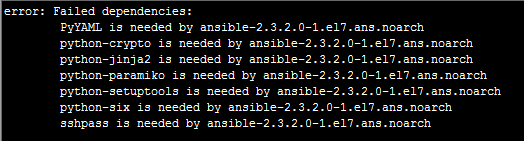 error: Failed dependencies:
PyYAML is needed by ansible-2.3.2.0-1.el7.ans.noarch
python-crypto is needed by ansible-2.3.2.0-1.el7.ans.noarch
python-jinja2 is needed by ansible-2.3.2.0-1.el7.ans.noarch
python-paramiko is needed by ansible-2.3.2.0-1.el7.ans.noarch
python-setuptools is needed by ansible-2.3.2.0-1.el7.ans.noarch
python-six is needed by ansible-2.3.2.0-1.el7.ans.noarch
sshpass is needed by ansible-2.3.2.0-1.el7.ans.noarch